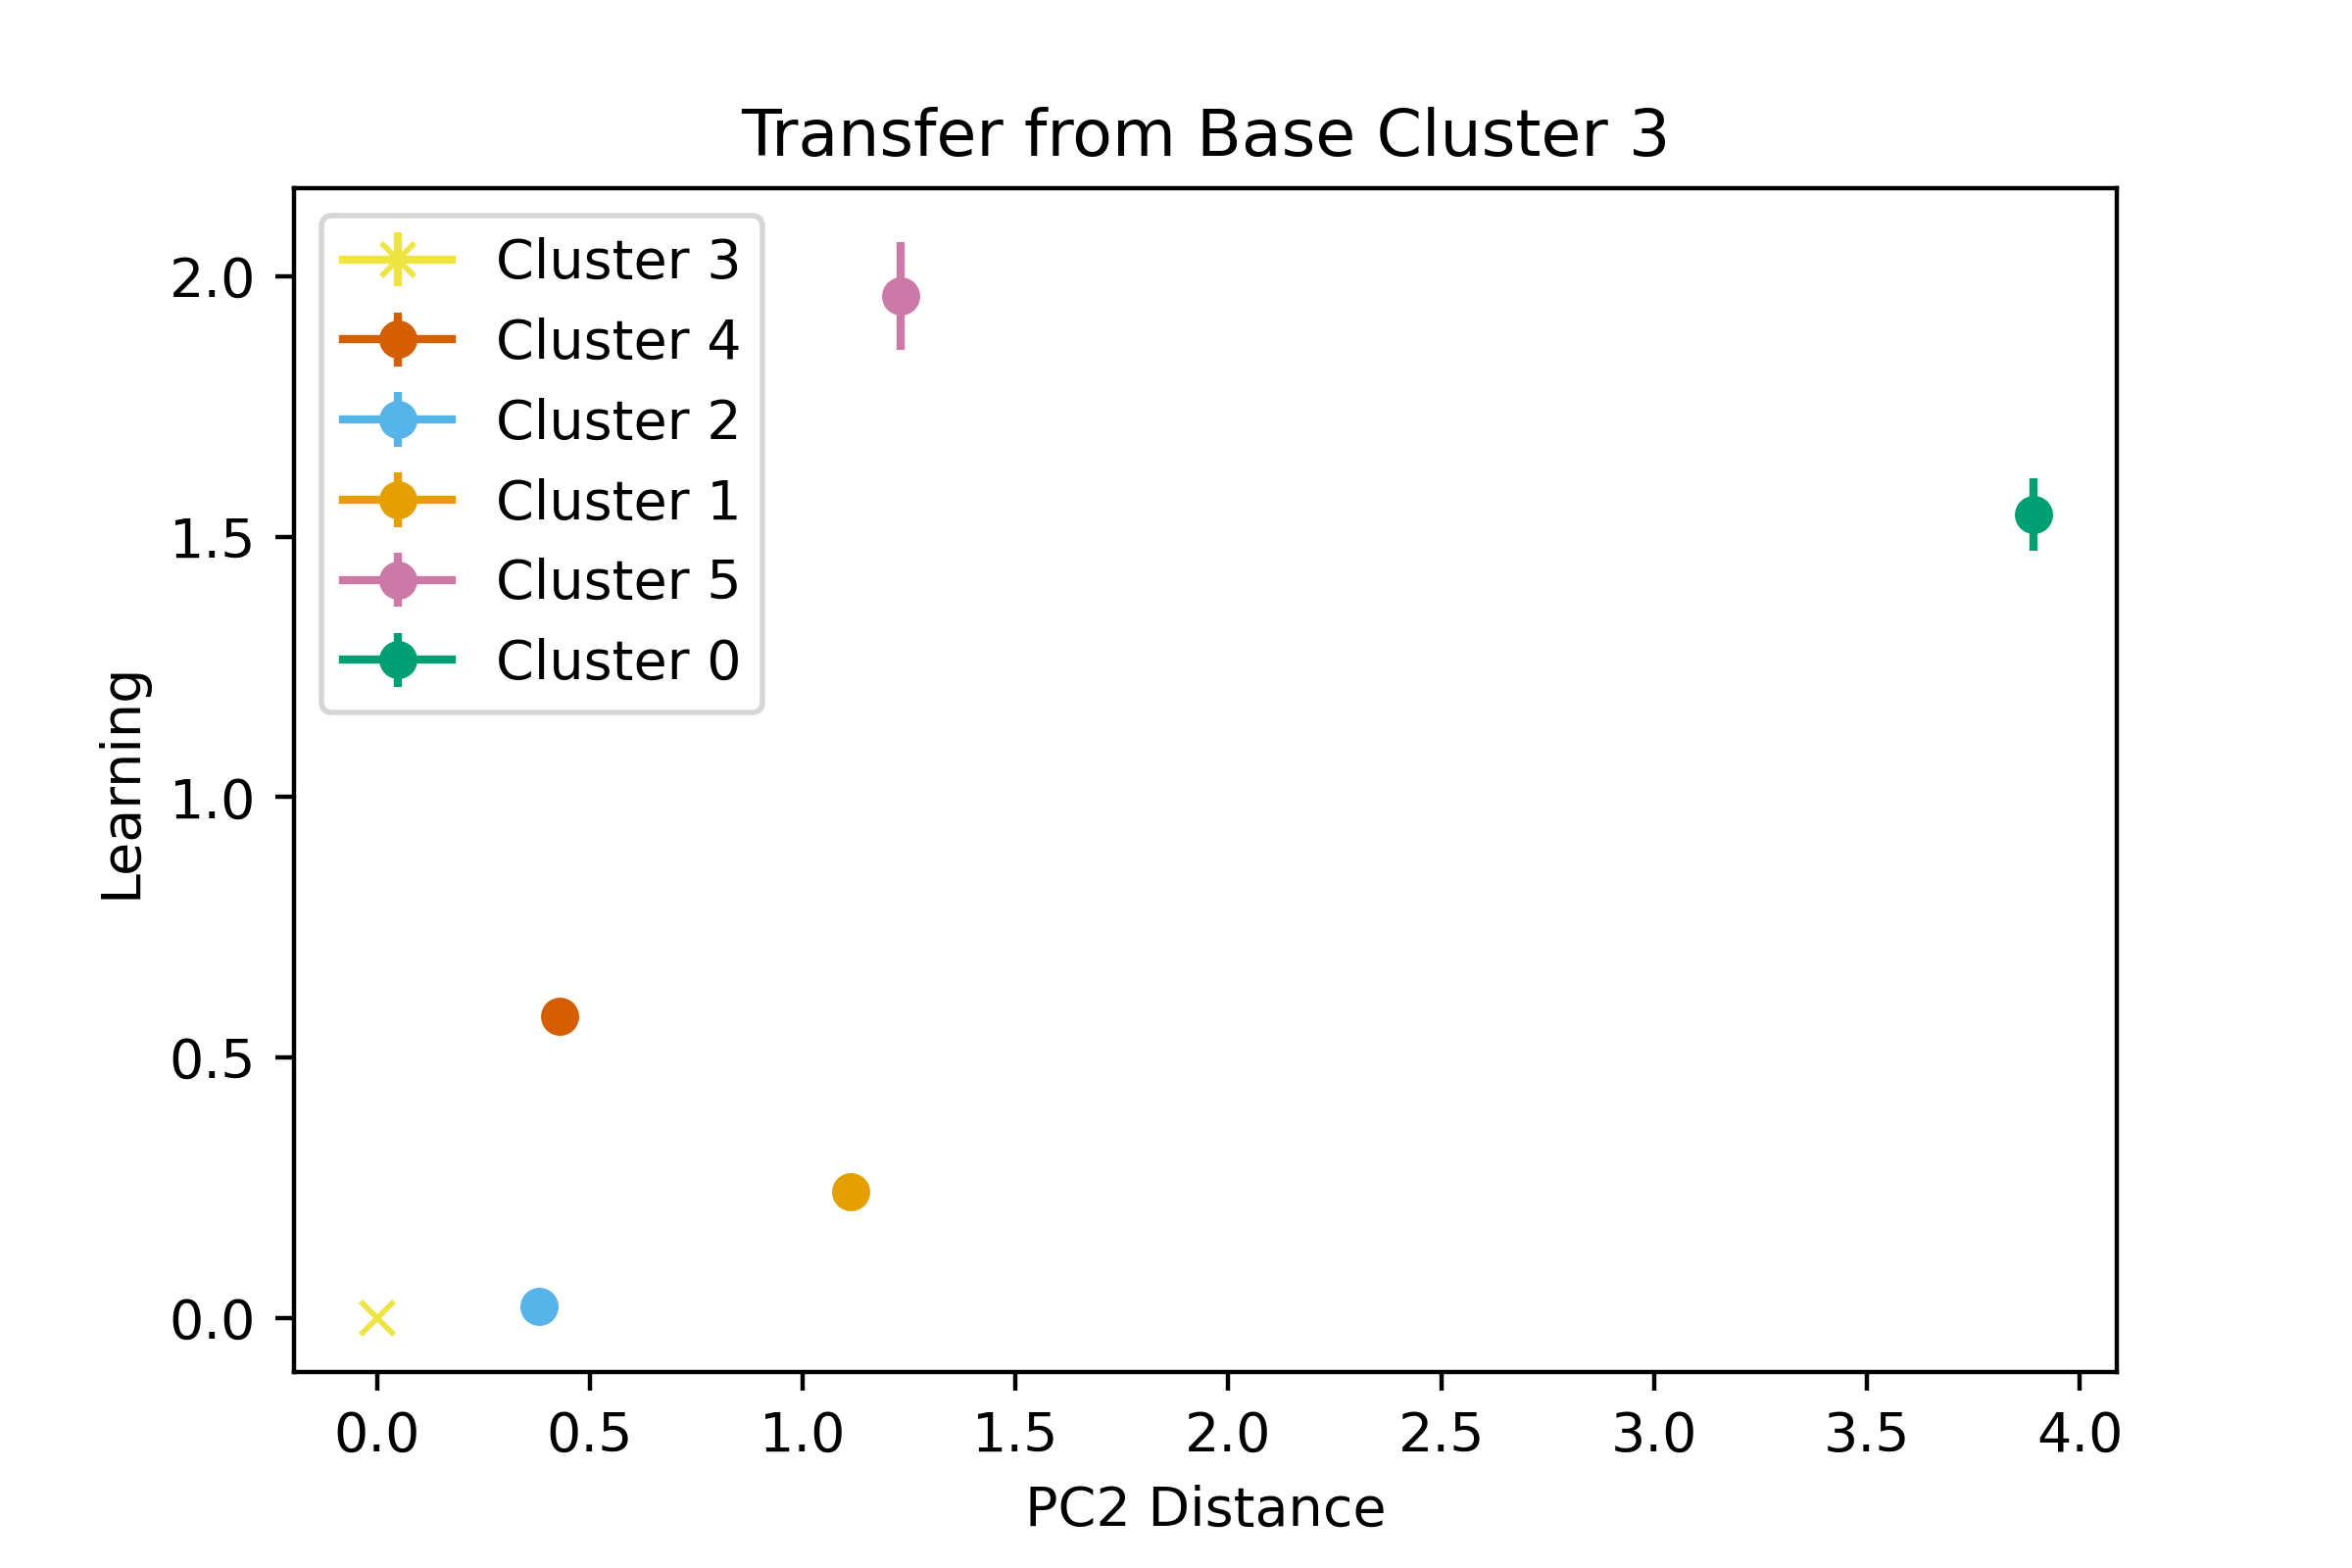 Transfer from Base Cluster 3
Cluster 3
Cluster 4
Cluster 2
Cluster 1
Cluster 5
Cluster 0
2.0
1.5
1.0
0.5
0.0
Learning
0.0 0.5 1.0 1.5 2.0 2.5 3.0 3.5 4.0
PC2 Distance